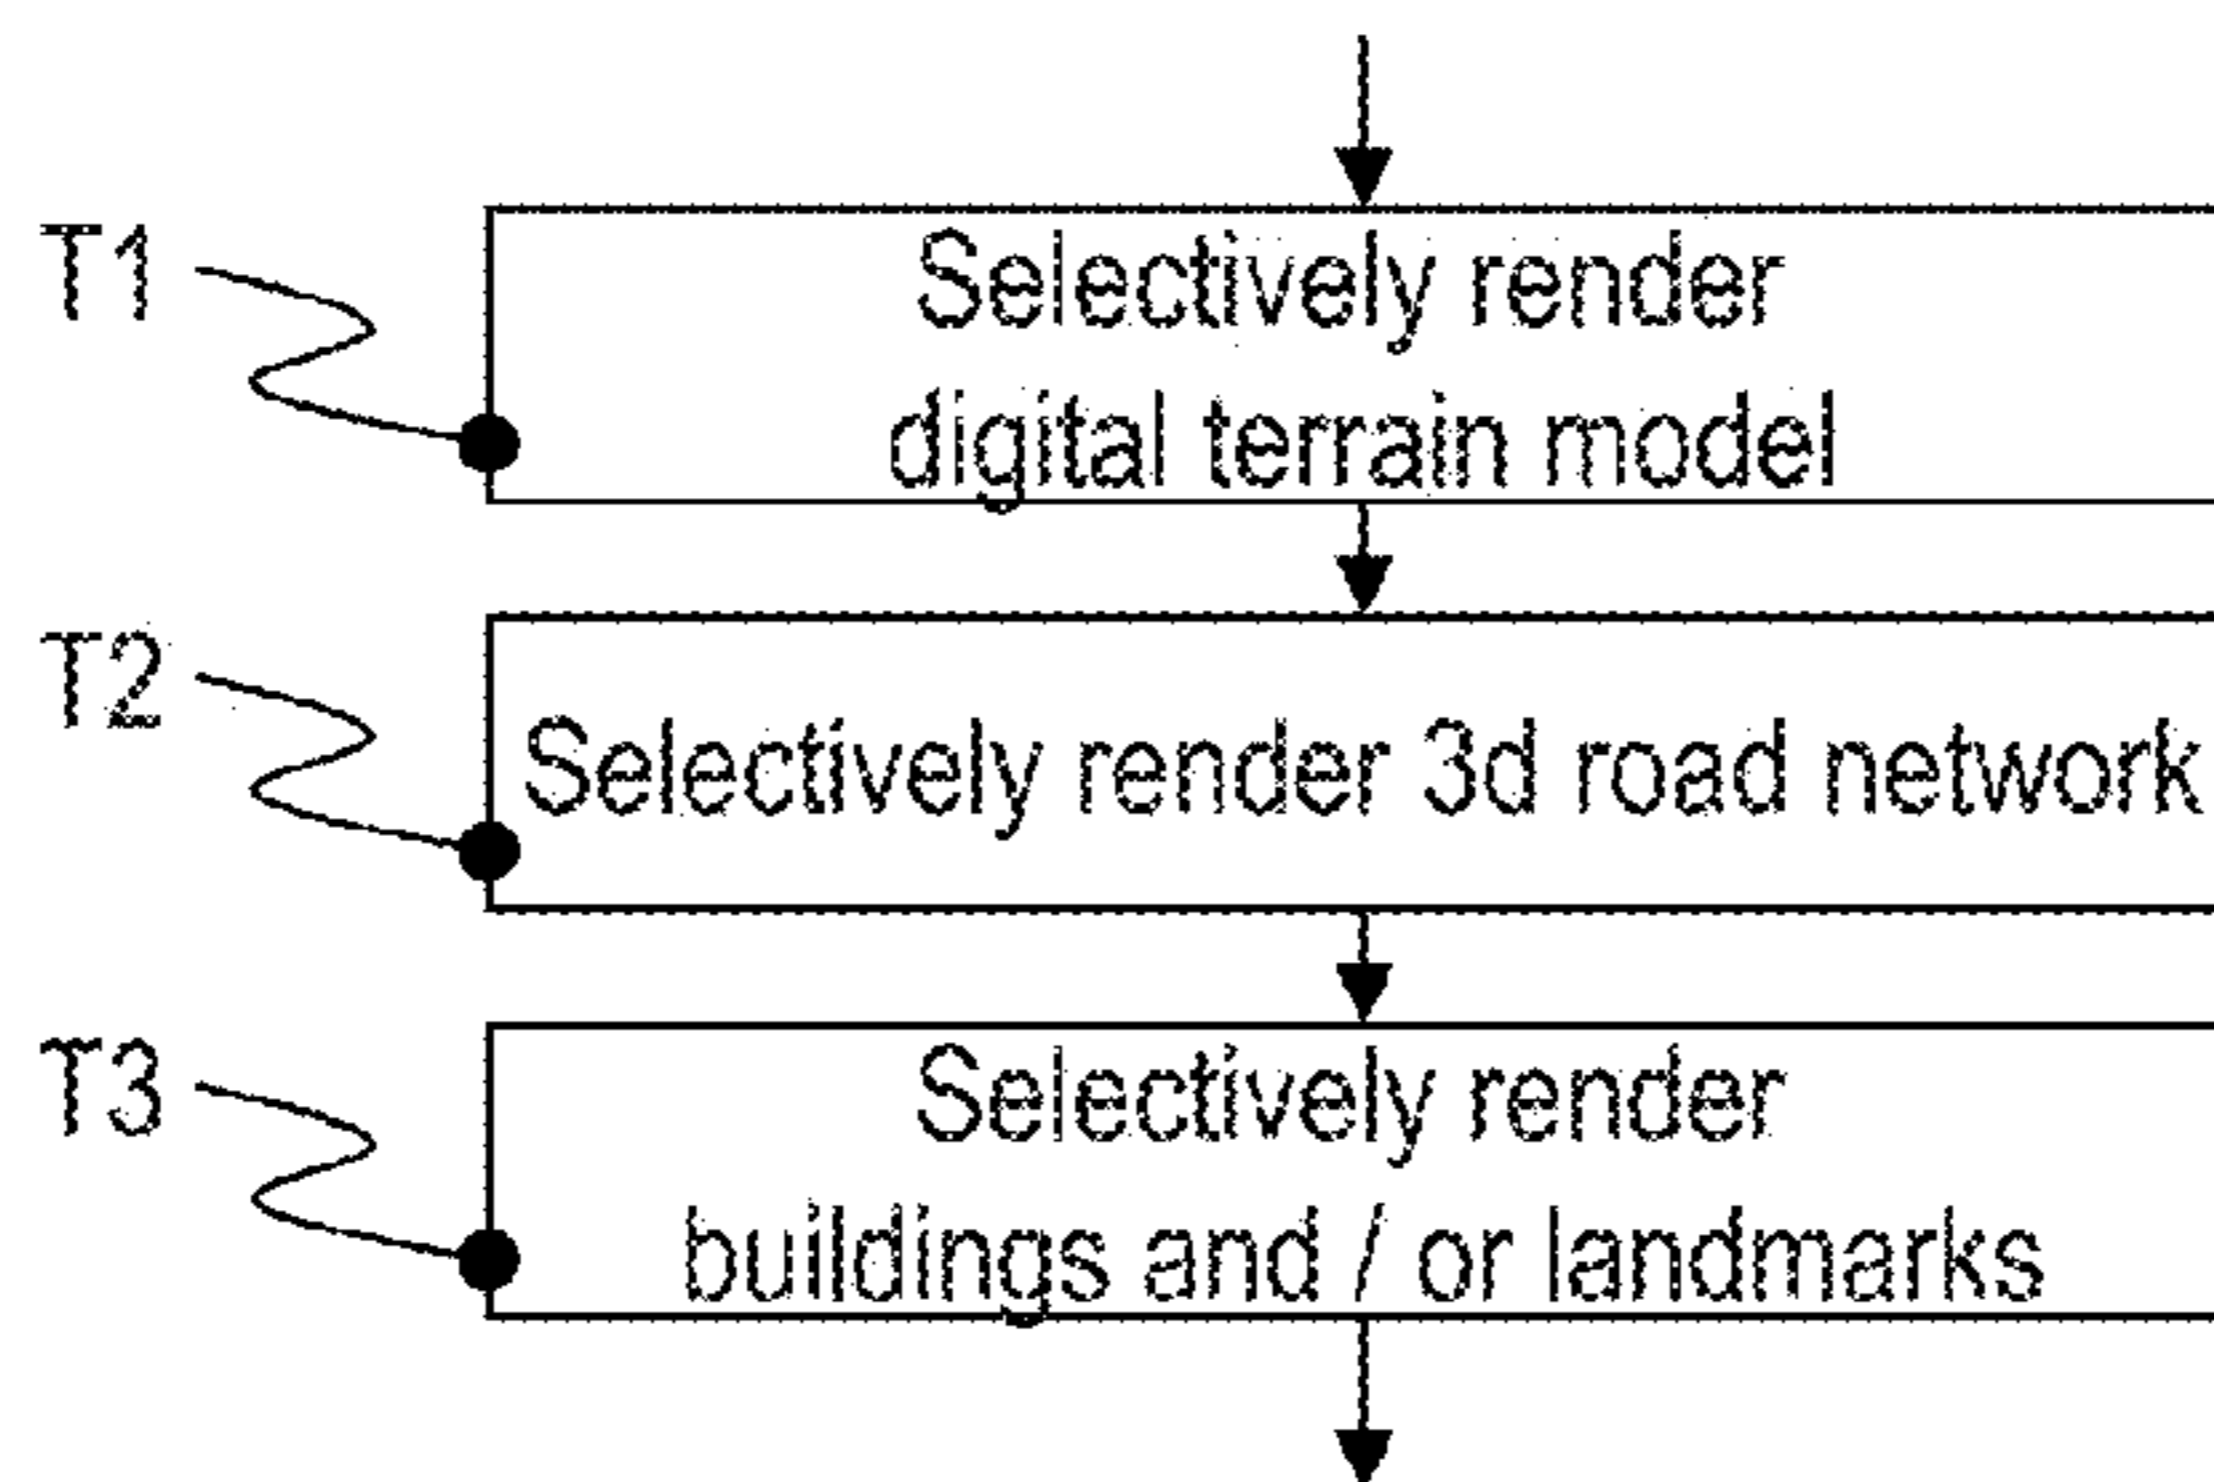 T1
Selectively render
digital terrain model
T2
Selectively render 3d road network
T3
Selectively render
buildings and / or landmarks